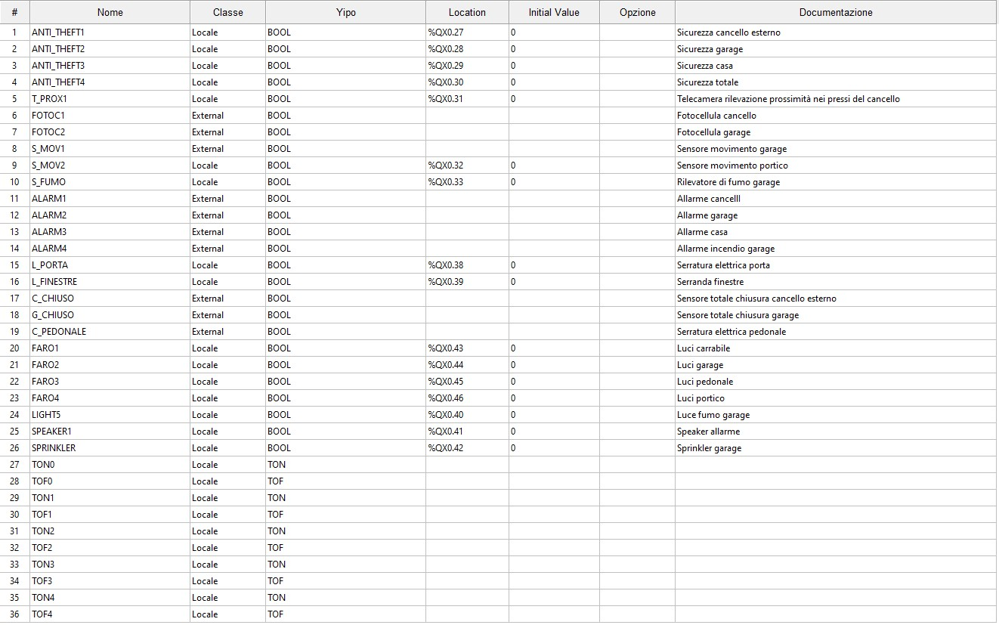 # Nome Classe Yipo Location Initial Value Opzione Documentazione
1 ANTI_THEFT1 Locale BOOL %QX0.27 0 Sicurezza cancello esterno
2 ANTI_THEFT2 Locale BOOL %QX0.28 0 Sicurezza garage
3 ANTI_THEFT3 Locale BOOL %QX0.29 0 Sicurezza casa
4 ANTI_THEFT4 Locale BOOL %QX0.30 0 Sicurezza totale
5 T_PROX1 Locale BOOL %QX0.31 0 Telecamera rilevazione prossimità nei pressi del cancello
6 FOTOC1 External BOOL Fotocellula cancello
7 FOTOC2 External BOOL Fotocellula garage
8 S_MOV1 External BOOL Sensore movimento garage
9 S_MOV2 Locale BOOL %QX0.32 0 Sensore movimento portico
10 S_FUMO Locale BOOL %QX0.33 0 Rilevatore di fumo garage
11 ALARM1 External BOOL Allarme cancelll
12 ALARM2 External BOOL Allarme garage
13 ALARM3 External BOOL Allarme casa
14 ALARM4 External BOOL Allarme incendio garage
15 L_PORTA Locale BOOL %QX0.38 0 Serratura elettrica porta
16 L_FINESTRE Locale BOOL %QX0.39 0 Serranda finestre
17 C_CHIUSO External BOOL Sensore totale chiusura cancello esterno
18 G_CHIUSO External BOOL Sensore totale chiusura garage
19 C_PEDONALE External BOOL Serratura elettrica pedonale
20 FARO1 Locale BOOL %QX0.43 0 Luci carrabile
21 FARO2 Locale BOOL %QX0.44 0 Luci garage
22 FARO3 Locale BOOL %QX0.45 0 Luci pedonale
23 FARO4 Locale BOOL %QX0.46 0 Luci portico
24 LIGHT5 Locale BOOL %QX0.40 0 Luce fumo garage
25 SPEAKER1 Locale BOOL %QX0.41 0 Speaker allarme
26 SPRINKLER Locale BOOL %QX0.42 0 Sprinkler garage
27 TON0 Locale TON
28 TOF0 Locale TOF
29 TON1 Locale TON
30 TOF1 Locale TOF
31 TON2 Locale TON
32 TOF2 Locale TOF
33 TON3 Locale TON
34 TOF3 Locale TOF
35 TON4 Locale TON
36 TOF4 Locale TOF